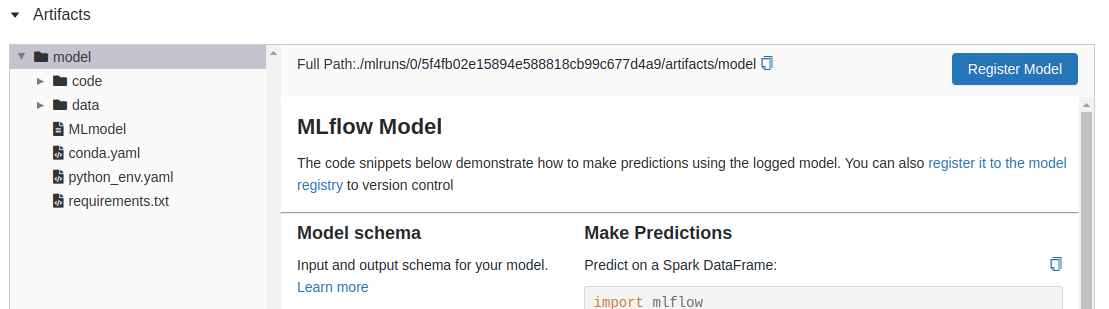 Artifacts
model
code
data
MLmodel
conda.yaml
python_env.yaml
requirements.txt
Full Path:./mlruns/0/5f4fb02e15894e588818cb99c677d4a9/artifacts/model
Register Model
MLflow Model
The code snippets below demonstrate how to make predictions using the logged model. You can also register it to the model
registry to version control
Model schema
Input and output schema for your model.
Learn more
Make Predictions
Predict on a Spark DataFrame:
import mlflow